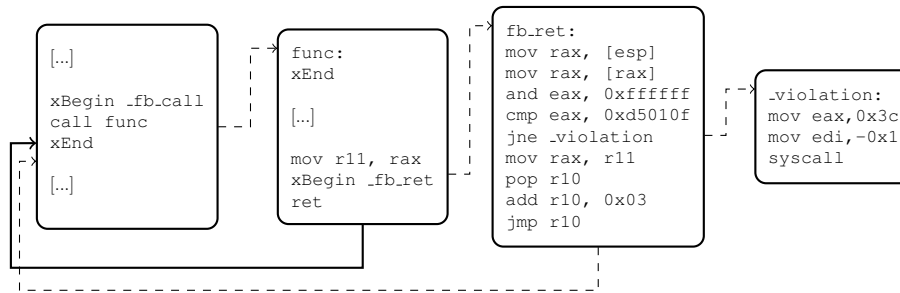 [...]
xBegin _fb_call
call func
xEnd
[...]
func:
xEnd
[...]
mov r11, rax
xBegin _fb_ret
ret
fb_ret:
mov rax, [esp]
mov rax, [rax]
and eax, 0xffffff
cmp eax, 0xd5010f
jne _violation
mov rax, r11
pop r10
add r10, 0x03
jmp r10
_violation:
mov eax,0x3c
mov edi,-0x1
syscall